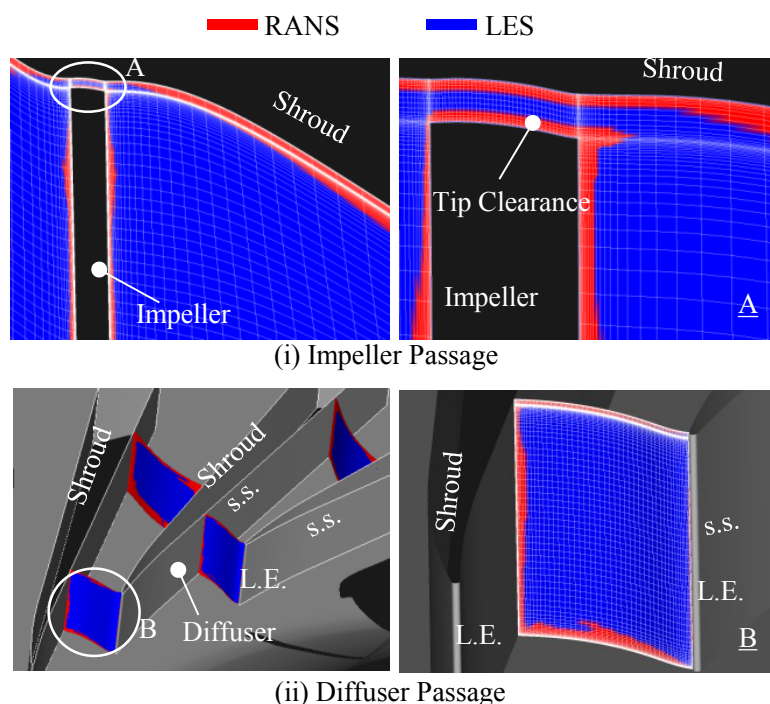 RANS LES
A
Shroud
Impeller
Shroud
Tip Clearance
Impeller
A
(i) Impeller Passage
Shroud
Shroud
s.s.
s.s.
L.E.
B
Diffuser
Shroud
s.s.
L.E.
L.E.
B
(ii) Diffuser Passage